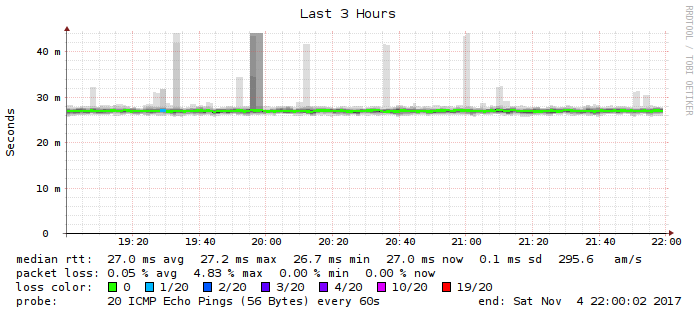 Last 3 Hours
RRDTOOL / TOBI OETIKER
Seconds
40 m
30 m
20 m
10 m
0
19:20 19:40 20:00 20:20 20:40 21:00 21:20 21:40 22:00
median rtt: 27.0 ms avg 27.2 ms max 26.7 ms min 27.0 ms now 0.1 ms sd 295.6 am/s
packet loss: 0.05 % avg 4.83 % max 0.00 % min 0.00 % now
loss color: 0 1/20 2/20 3/20 4/20 10/20 19/20
probe: 20 ICMP Echo Pings (56 Bytes) every 60s end: Sat Nov 4 22:00:02 2017